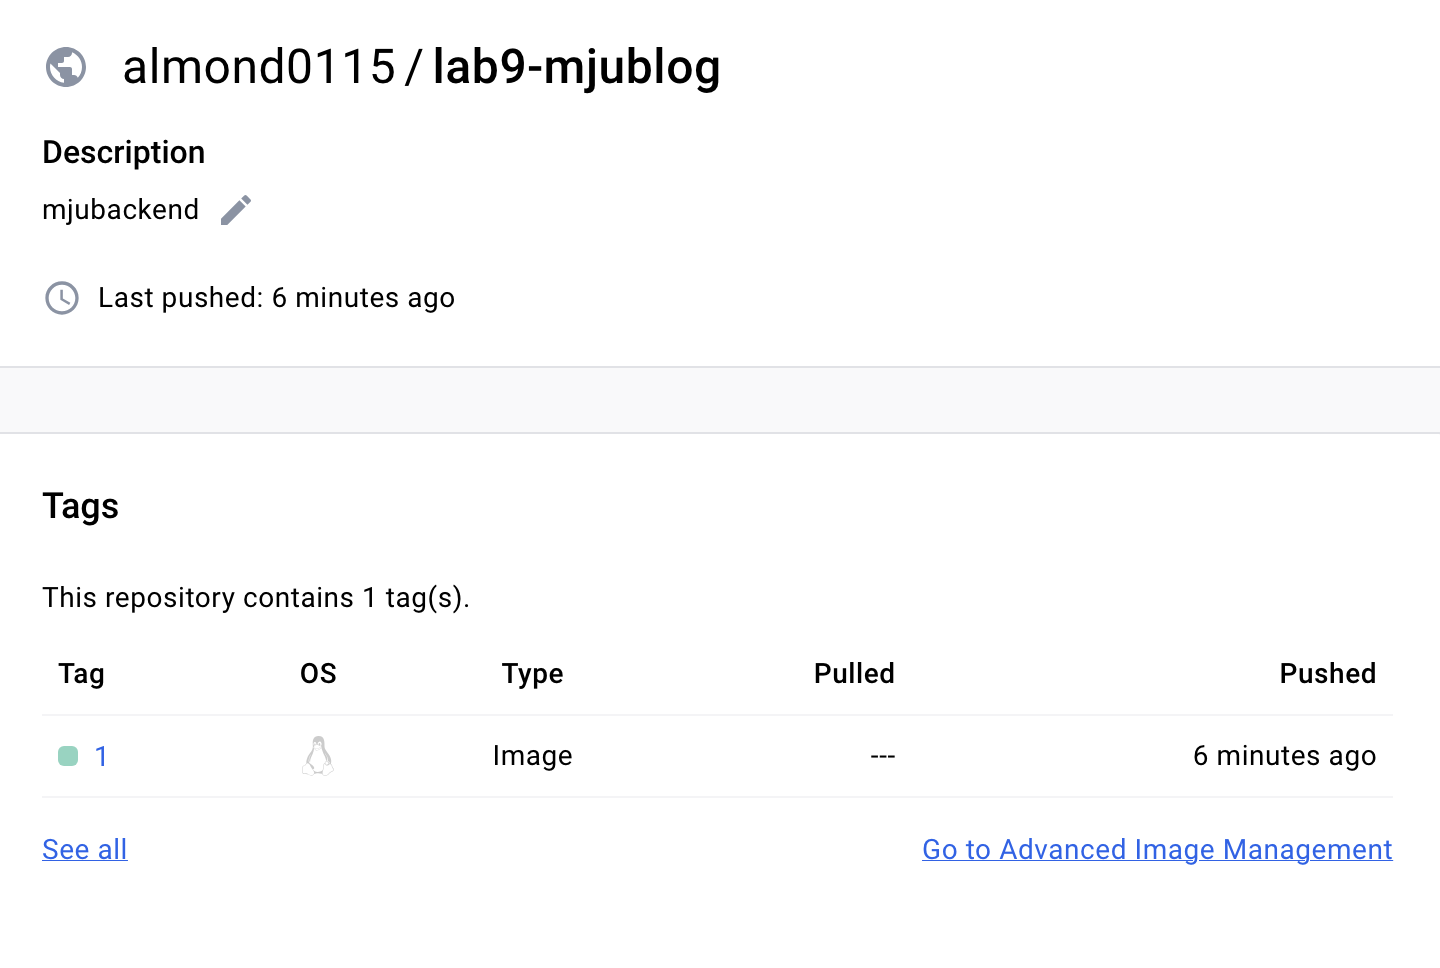 almond0115 / lab9-mjublog
Description
mjubackend
Last pushed: 6 minutes ago
Tags
This repository contains 1 tag(s).
Tag OS Type Pulled Pushed
1 Image --- 6 minutes ago
See all Go to Advanced Image Management